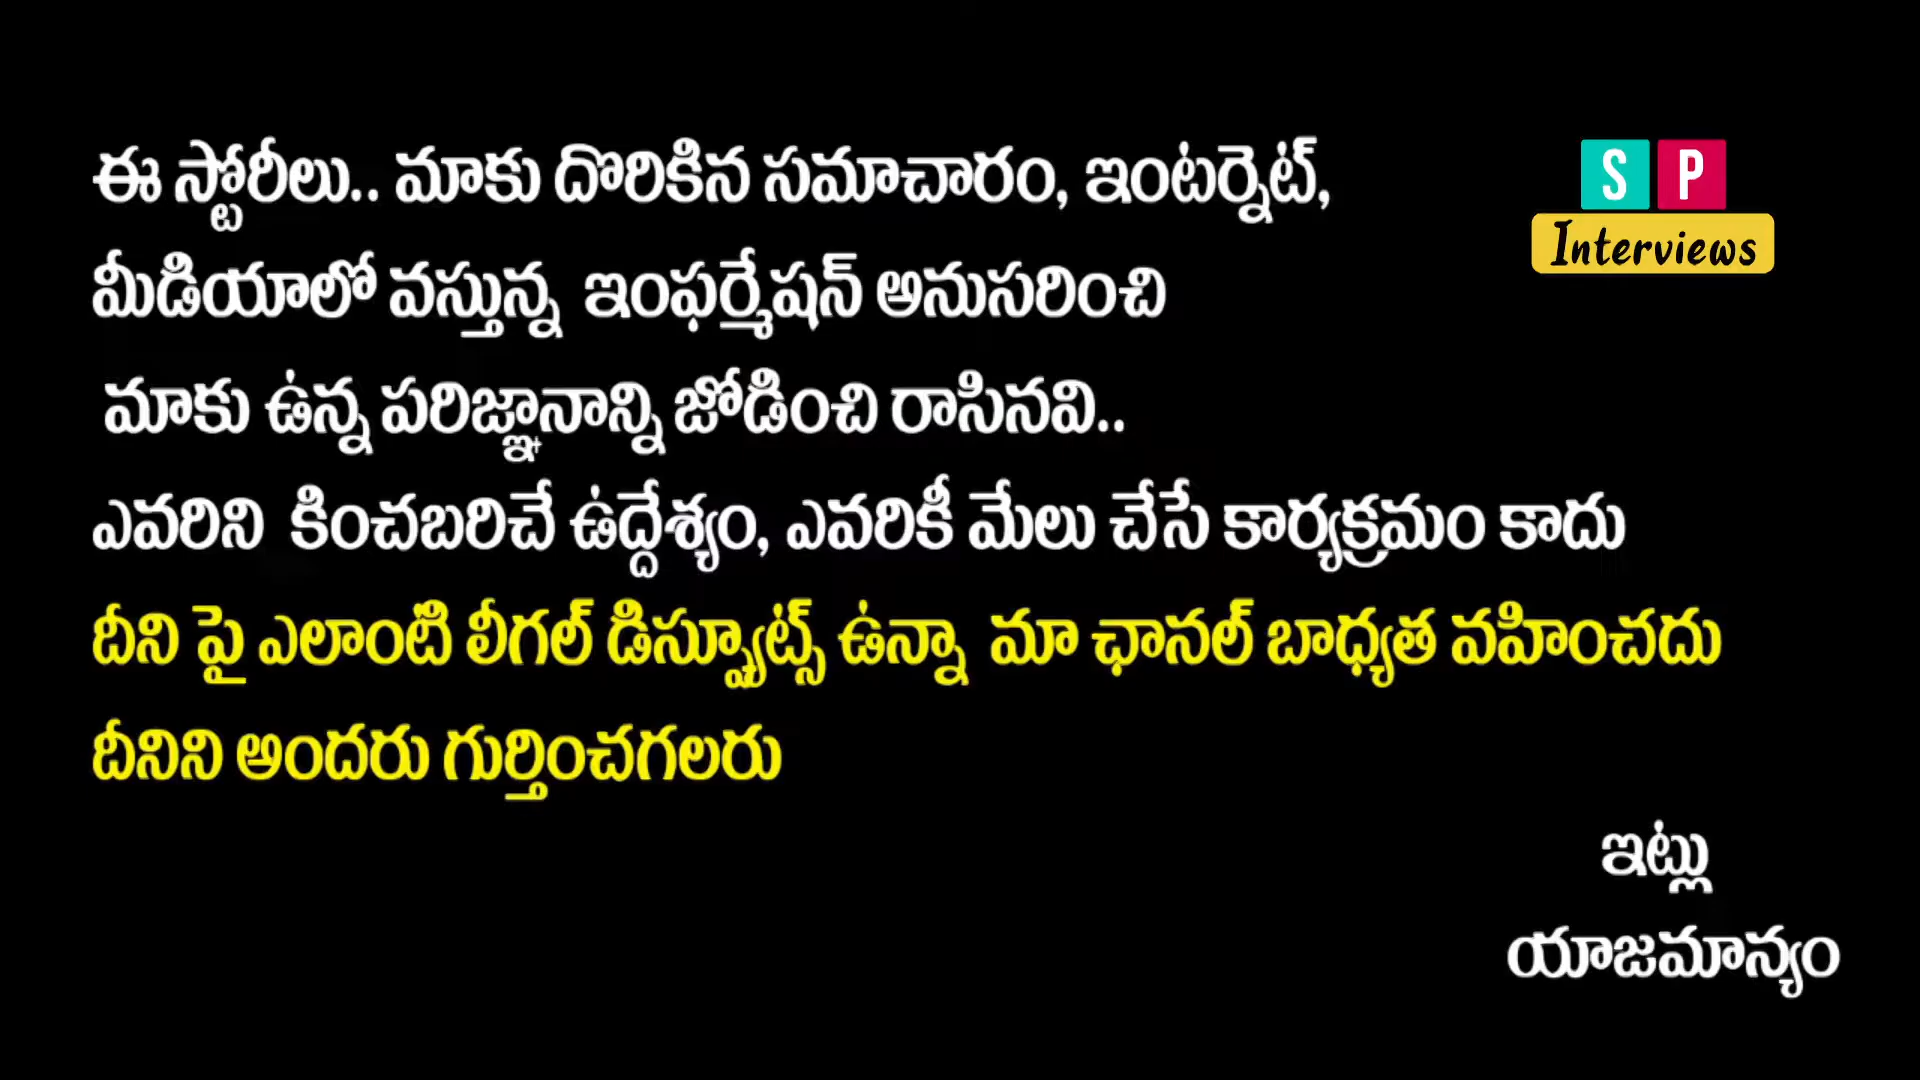 ఈ స్టోరీలు.. మాకు దొరికిన సమాచారం, ఇంటర్నెట్,
మీడియాలో వస్తున్న ఇంఫర్మేషన్ అనుసరించి
మాకు ఉన్న పరిజ్ఞానాన్ని జోడించి రాసినవి..
ఎవరిని కించబరిచే ఉద్దేశ్యం, ఎవరికీ మేలు చేసే కార్యక్రమం కాదు
దీని పై ఎలాంటి లీగల్ డిస్ప్యూట్స్ ఉన్నా మా ఛానల్ బాధ్యత వహించదు
దీనిని అందరు గుర్తించగలరు
ఇట్లు
యాజమాన్యం
S P
Interviews